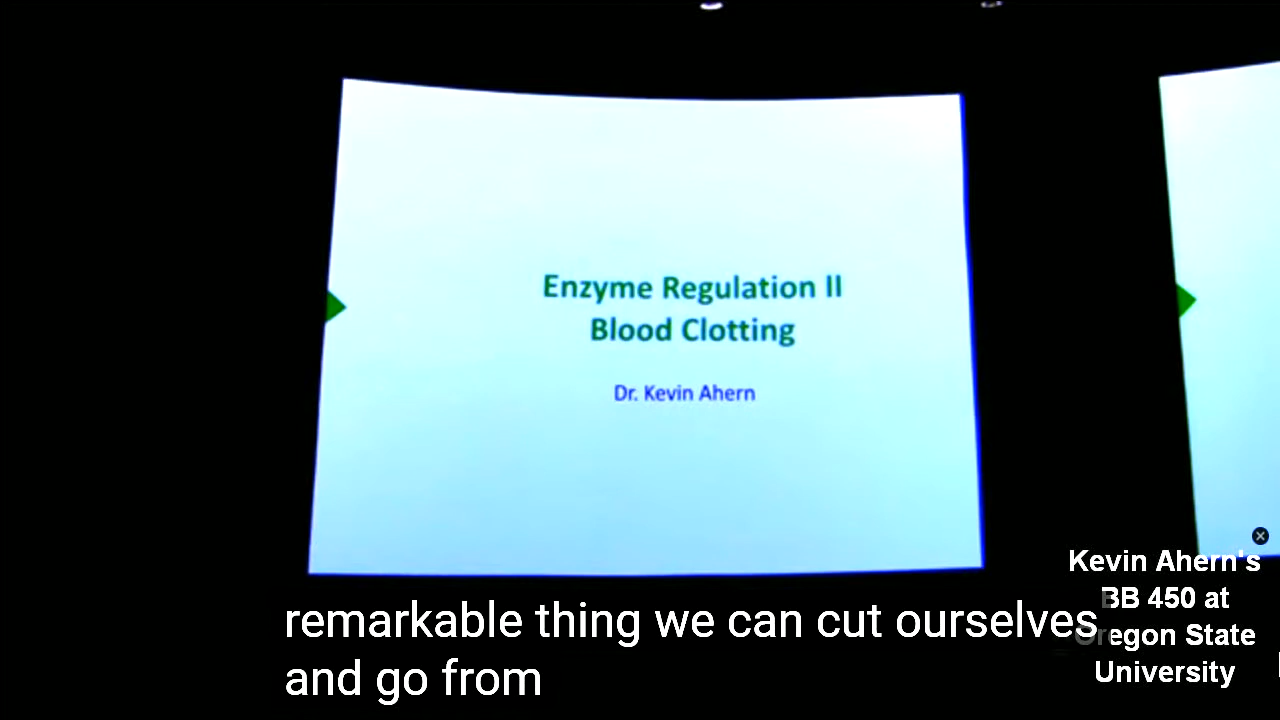 Enzyme Regulation II
Blood Clotting
Dr. Kevin Ahern
Kevin Ahern's
BB 450 at
Oregon State
University
remarkable thing we can cut ourselves
and go from